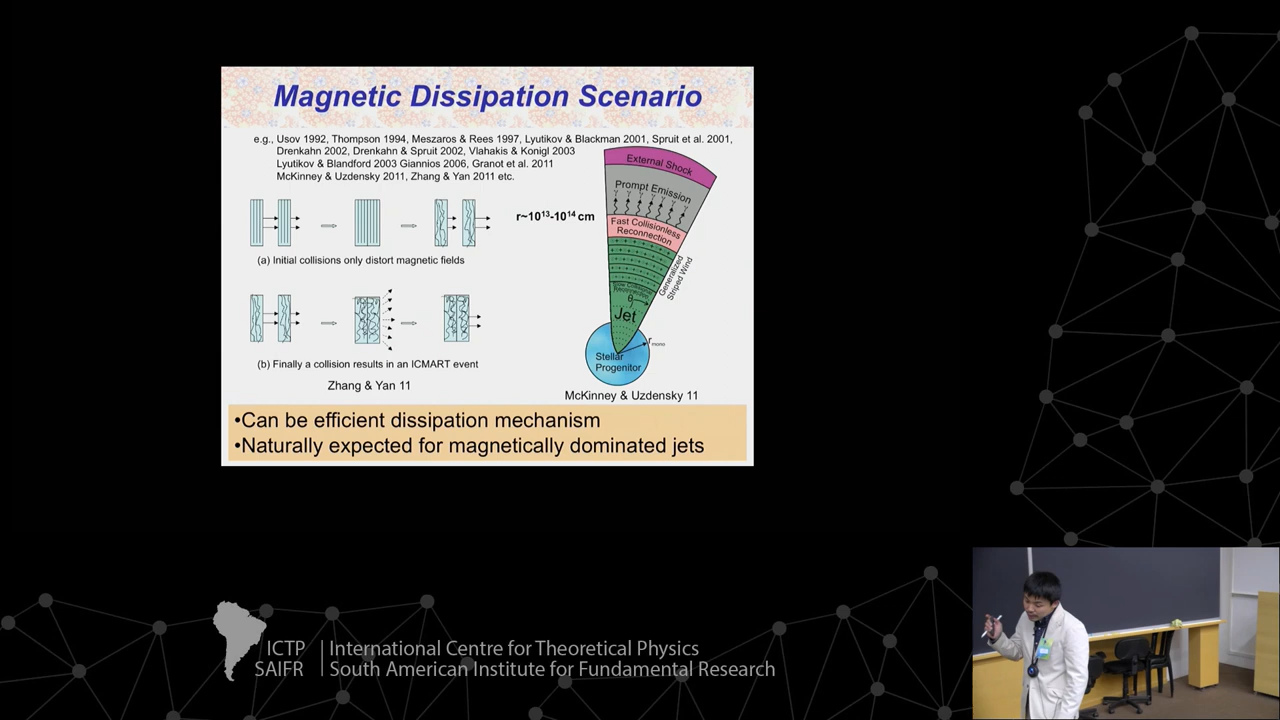 Magnetic Dissipation Scenario
e.g., Usov 1992, Thompson 1994, Meszaros & Rees 1997, Lyutikov & Blackman 2001, Spruit et al. 2001,
Drenkahn 2002, Drenkahn & Spruit 2002, Vlahakis & Konigl 2003
Lyutikov & Blandford 2003 Giannios 2006, Granot et al. 2011
McKinney & Uzdensky 2011, Zhang & Yan 2011 etc.
External Shock
Prompt Emission
r~10¹³-10¹⁴ cm
Fast Collisionless
Reconnection
Generalized
Striped Wind
(a) Initial collisions only distort magnetic fields
Slow Collisional
Reconnection
θj
Jet
r mono
Stellar
Progenitor
(b) Finally a collision results in an ICMART event
Zhang & Yan 11
McKinney & Uzdensky 11
•Can be efficient dissipation mechanism
•Naturally expected for magnetically dominated jets
ICTP
SAIFR
International Centre for Theoretical Physics
South American Institute for Fundamental Research